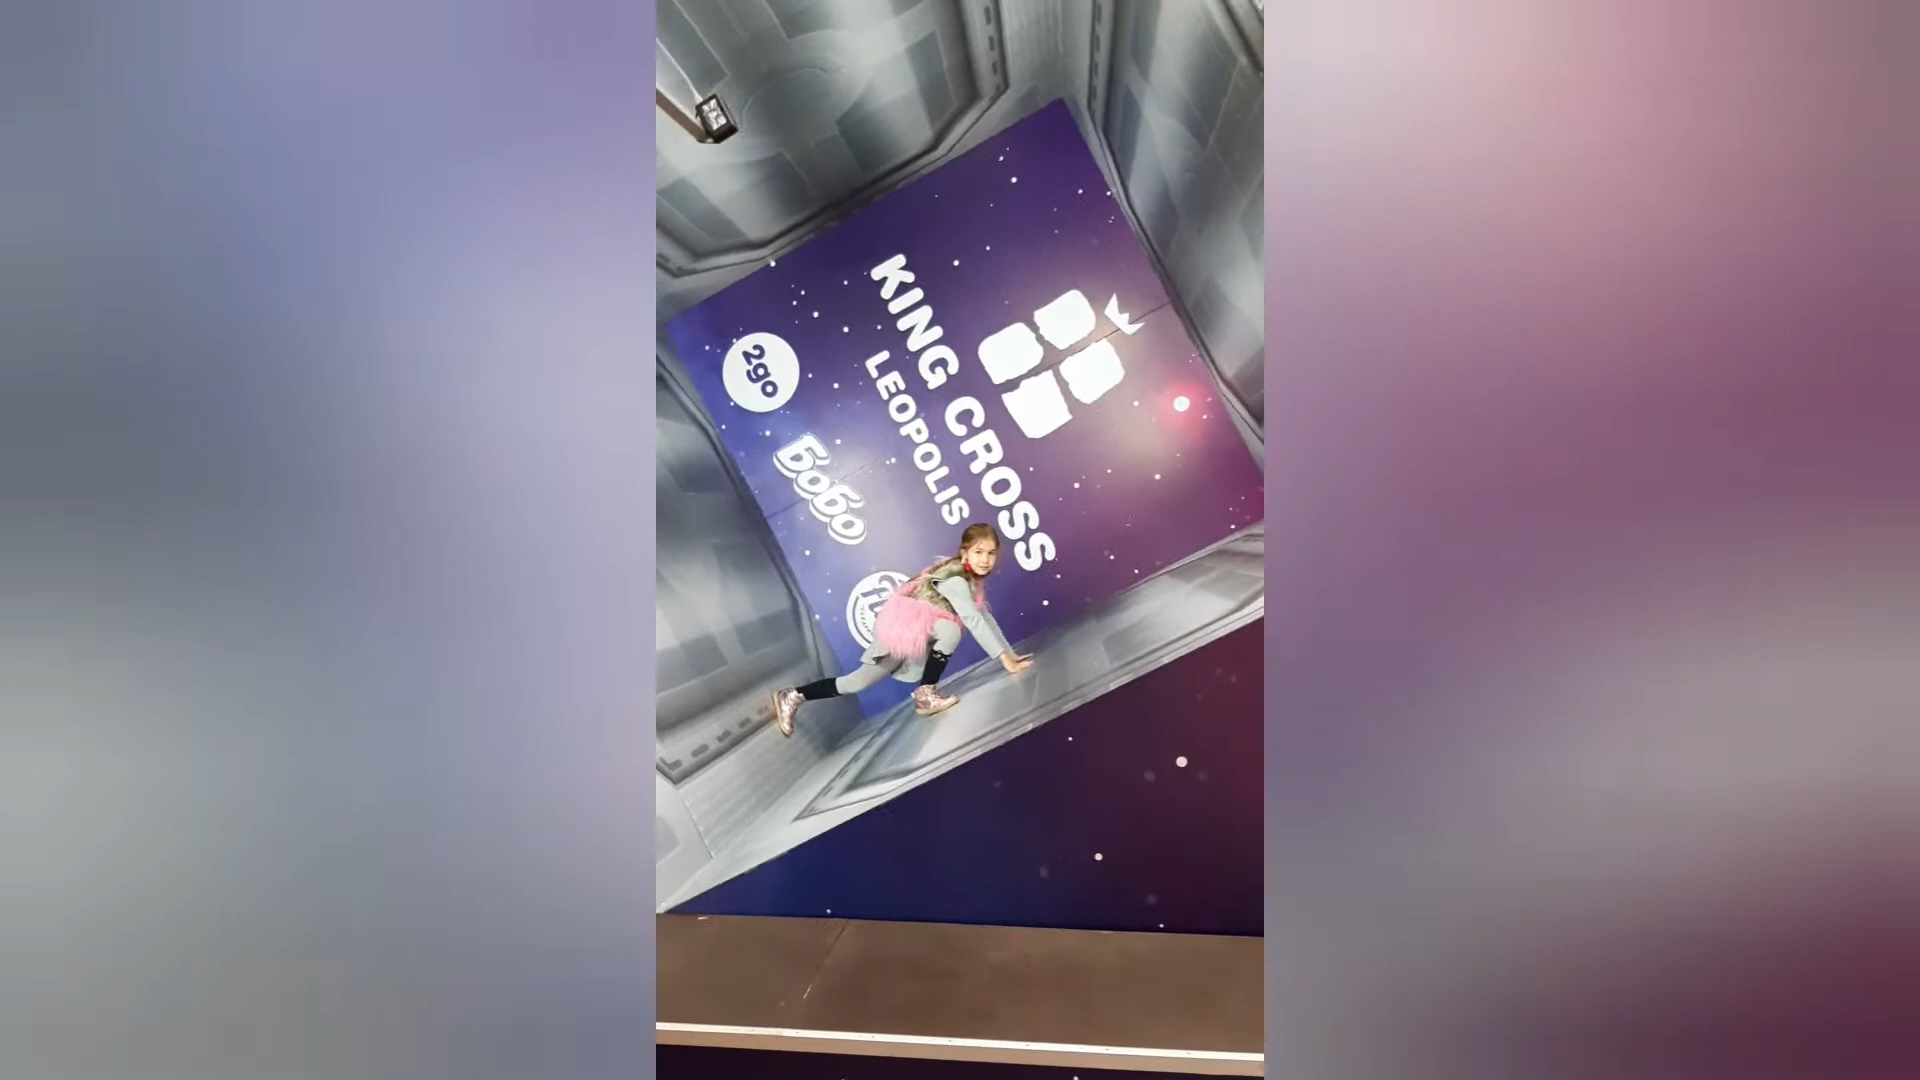 KING CROSS
LEOPOLIS
2go
Бобо